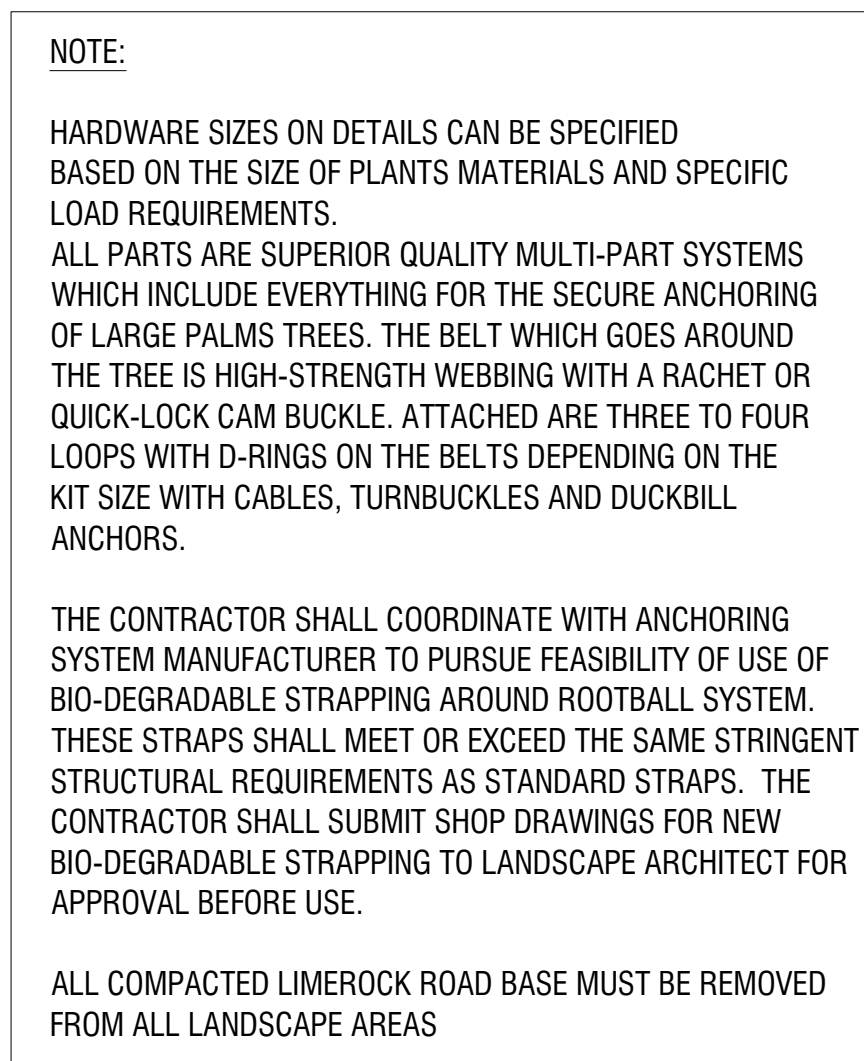 NOTE:
HARDWARE SIZES ON DETAILS CAN BE SPECIFIED
BASED ON THE SIZE OF PLANTS MATERIALS AND SPECIFIC
LOAD REQUIREMENTS.
ALL PARTS ARE SUPERIOR QUALITY MULTI-PART SYSTEMS
WHICH INCLUDE EVERYTHING FOR THE SECURE ANCHORING
OF LARGE PALMS TREES. THE BELT WHICH GOES AROUND
THE TREE IS HIGH-STRENGTH WEBBING WITH A RACHET OR
QUICK-LOCK CAM BUCKLE. ATTACHED ARE THREE TO FOUR
LOOPS WITH D-RINGS ON THE BELTS DEPENDING ON THE
KIT SIZE WITH CABLES, TURNBUCKLES AND DUCKBILL
ANCHORS.
THE CONTRACTOR SHALL COORDINATE WITH ANCHORING
SYSTEM MANUFACTURER TO PURSUE FEASIBILITY OF USE OF
BIO-DEGRADABLE STRAPPING AROUND ROOTBALL SYSTEM.
THESE STRAPS SHALL MEET OR EXCEED THE SAME STRINGENT
STRUCTURAL REQUIREMENTS AS STANDARD STRAPS.  THE
CONTRACTOR SHALL SUBMIT SHOP DRAWINGS FOR NEW
BIO-DEGRADABLE STRAPPING TO LANDSCAPE ARCHITECT FOR
APPROVAL BEFORE USE.
ALL COMPACTED LIMEROCK ROAD BASE MUST BE REMOVED
FROM ALL LANDSCAPE AREAS